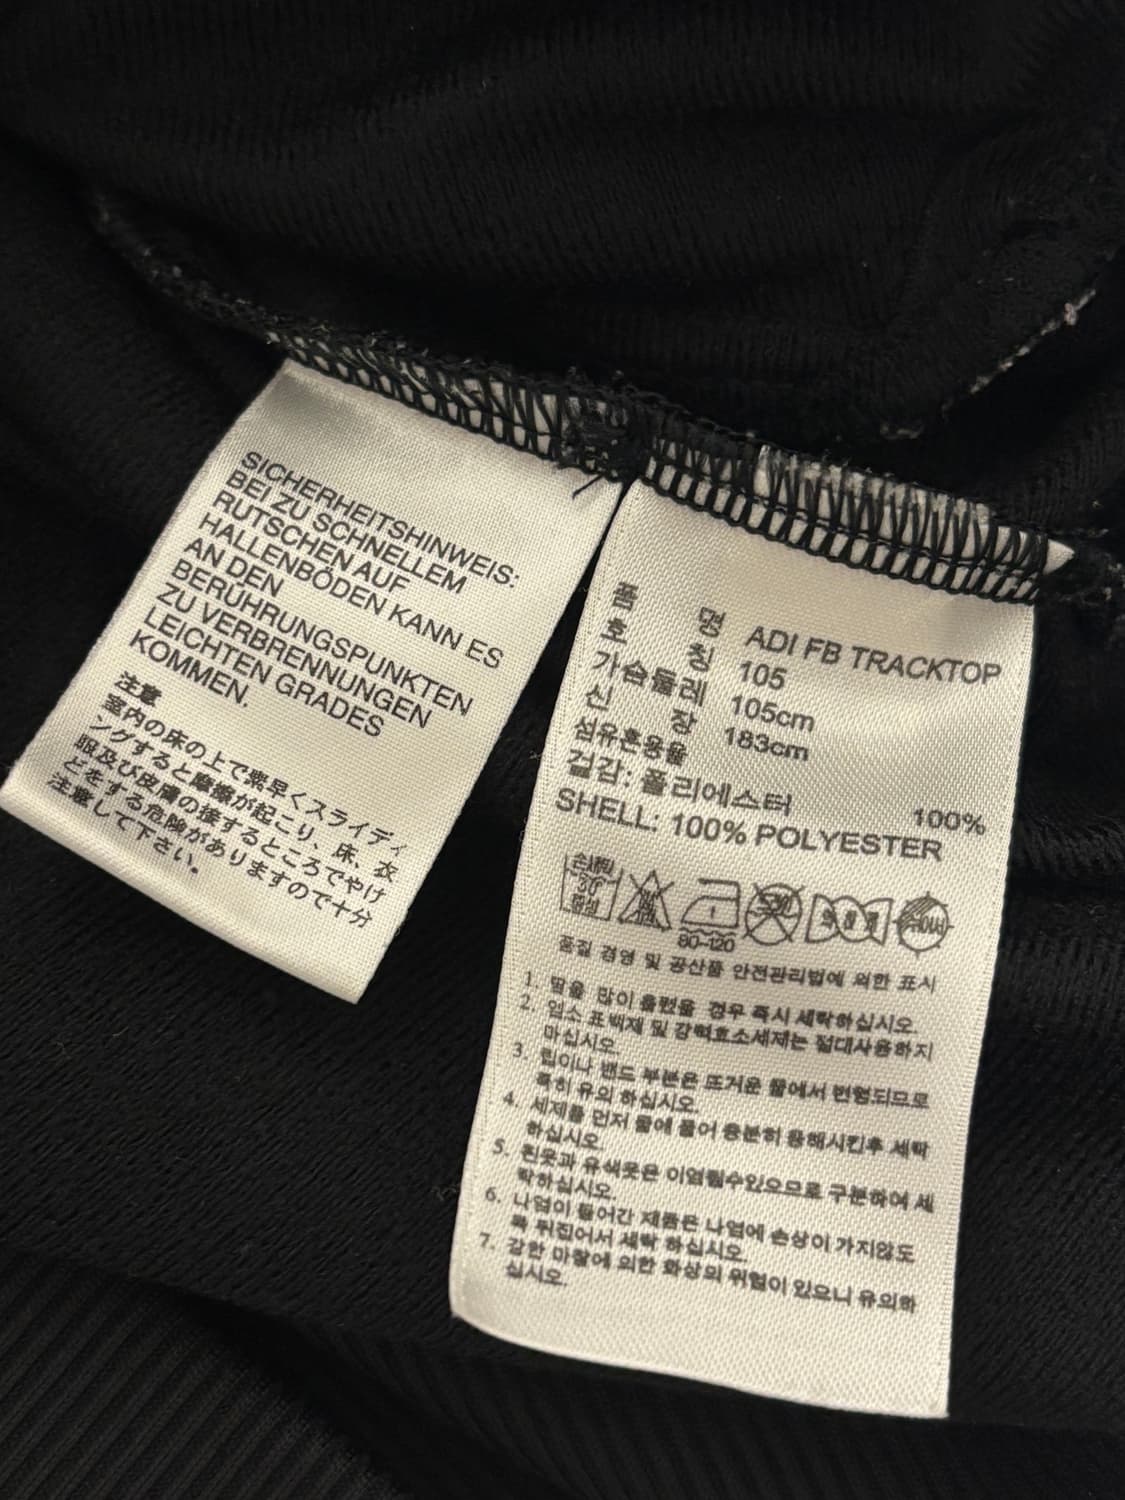 SICHERHEITSHINWEIS:
BEI ZU SCHNELLEM
RUTSCHEN AUF
HALLENBÖDEN KANN ES
AN DEN
BERÜHRUNGSPUNKTEN
ZU VERBRENNUNGEN
LEICHTEN GRADES
KOMMEN.
注意
室内の床の上で素早くスライディ
ングすると摩擦が起こり、床、衣
服及び皮膚の接するところでやけ
どをする危険がありますので十分
注意して下さい。
품 명 ADI FB TRACKTOP
호 칭 105
가슴둘레 105cm
신 장 183cm
섬유혼용율
겉감: 폴리에스터 100%
SHELL: 100% POLYESTER
손세탁
30°
중성
80-120
품질 경영 및 공산품 안전관리법에 의한 표시
1. 땀을 많이 흘렸을 경우 즉시 세탁하십시오.
2. 염소 표백제 및 강력효소세제는 절대사용하지
마십시오.
3. 립이나 밴드 부분은 뜨거운 물에서 변형되므로
특히 유의 하십시오.
4. 세제를 먼저 물에 풀어 충분히 용해시킨후 세탁
하십시오.
5. 흰옷과 유색옷은 이염될수있으므로 구분하여 세
탁하십시오.
6. 나염이 들어간 제품은 나염에 손상이 가지않도
록 뒤집어서 세탁 하십시오.
7. 강한 마찰에 의한 화상의 위험이 있으니 유의하
십시오.